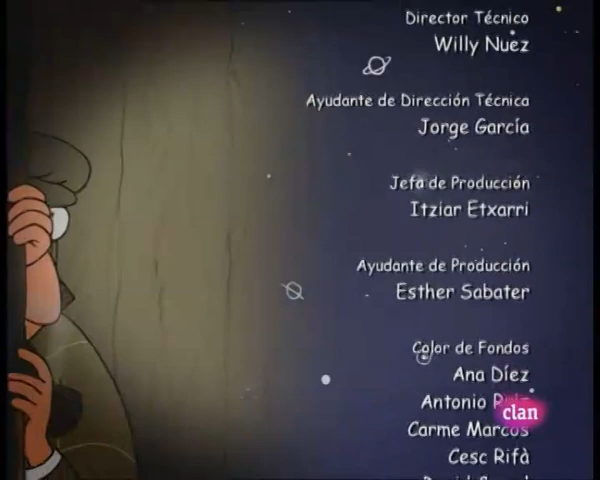 Director Técnico
Willy Nuez
Ayudante de Dirección Técnica
Jorge García
Jefa de Producción
Itziar Etxarri
Ayudante de Producción
Esther Sabater
Color de Fondos
Ana Díez
Antonio
clan
Carme Marcos
Cesc Rifà